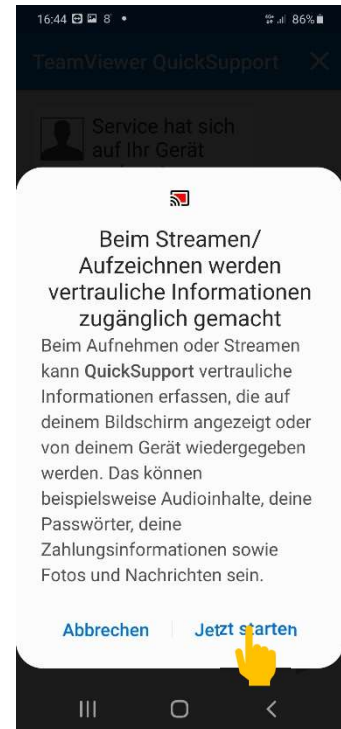 16:44 8 • 86%
TeamViewer QuickSupport
Service hat sich
auf Ihr Gerät
Beim Streamen/
Aufzeichnen werden
vertrauliche Informationen
zugänglich gemacht
Beim Aufnehmen oder Streamen
kann QuickSupport vertrauliche
Informationen erfassen, die auf
deinem Bildschirm angezeigt oder
von deinem Gerät wiedergegeben
werden. Das können
beispielsweise Audioinhalte, deine
Passwörter, deine
Zahlungsinformationen sowie
Fotos und Nachrichten sein.
Abbrechen Jetzt starten